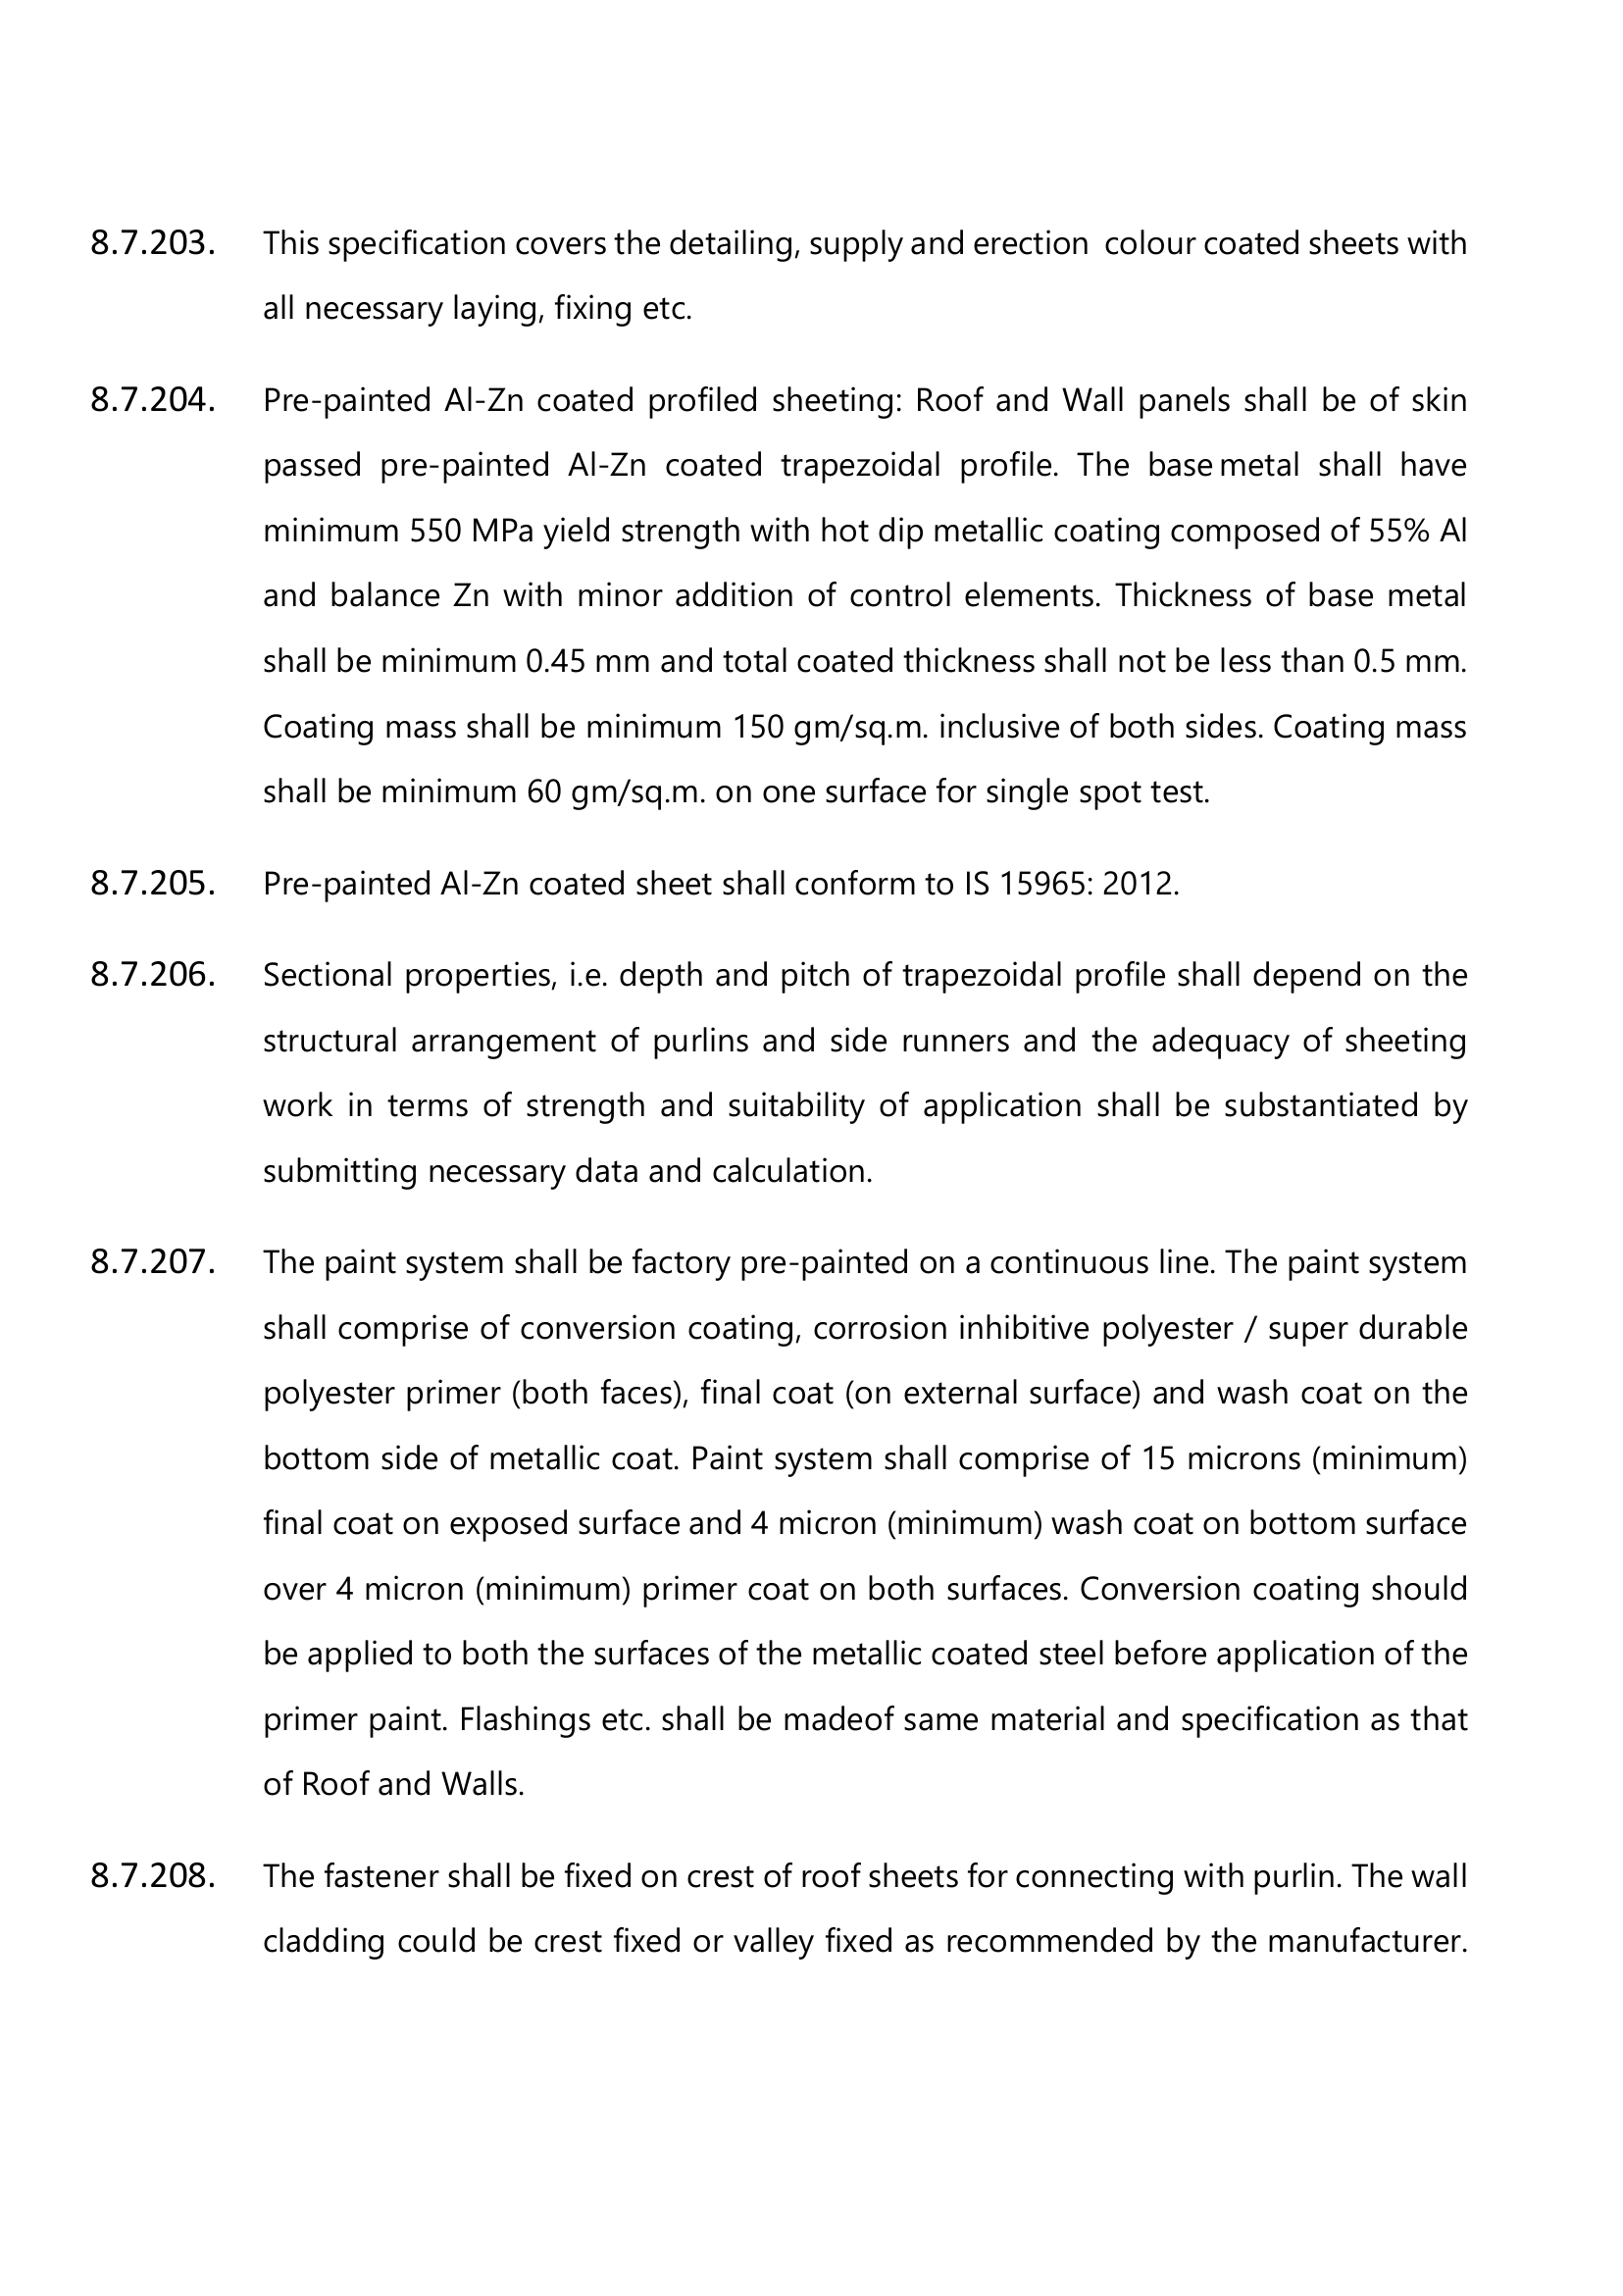 8.7.203. This specification covers the detailing, supply and erection  colour coated sheets with
all necessary laying, fixing etc.
8.7.204. Pre-painted Al-Zn coated profiled sheeting: Roof and Wall panels shall be of skin
passed pre-painted Al-Zn coated trapezoidal profile. The base metal shall have
minimum 550 MPa yield strength with hot dip metallic coating composed of 55% Al
and balance Zn with minor addition of control elements. Thickness of base metal
shall be minimum 0.45 mm and total coated thickness shall not be less than 0.5 mm.
Coating mass shall be minimum 150 gm/sq.m. inclusive of both sides. Coating mass
shall be minimum 60 gm/sq.m. on one surface for single spot test.
8.7.205. Pre-painted Al-Zn coated sheet shall conform to IS 15965: 2012.
8.7.206. Sectional properties, i.e. depth and pitch of trapezoidal profile shall depend on the
structural arrangement of purlins and side runners and the adequacy of sheeting
work in terms of strength and suitability of application shall be substantiated by
submitting necessary data and calculation.
8.7.207. The paint system shall be factory pre-painted on a continuous line. The paint system
shall comprise of conversion coating, corrosion inhibitive polyester / super durable
polyester primer (both faces), final coat (on external surface) and wash coat on the
bottom side of metallic coat. Paint system shall comprise of 15 microns (minimum)
final coat on exposed surface and 4 micron (minimum) wash coat on bottom surface
over 4 micron (minimum) primer coat on both surfaces. Conversion coating should
be applied to both the surfaces of the metallic coated steel before application of the
primer paint. Flashings etc. shall be madeof same material and specification as that
of Roof and Walls.
8.7.208. The fastener shall be fixed on crest of roof sheets for connecting with purlin. The wall
cladding could be crest fixed or valley fixed as recommended by the manufacturer.